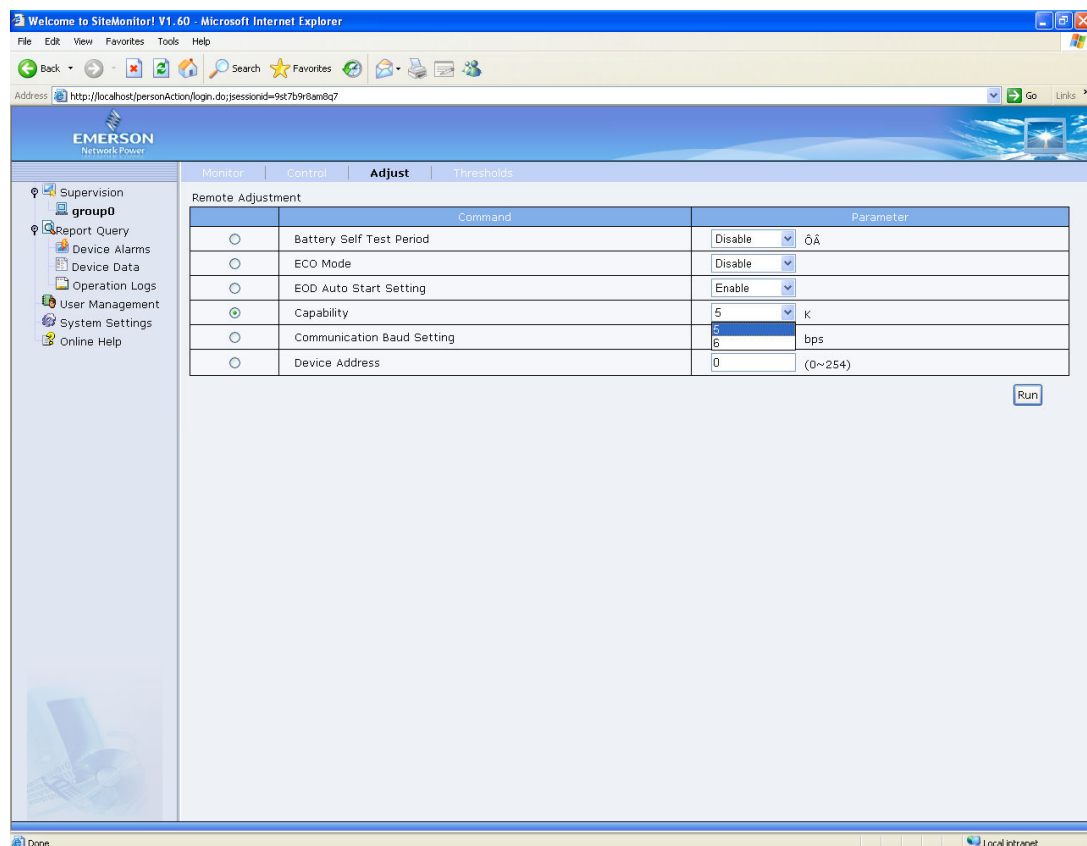 Welcome to SiteMonitor! V1.60 - Microsoft Internet Explorer
File Edit View Favorites Tools Help
Back Search Favorites
Address http://localhost/personAction/login.do;jsessionid=9st7b9r8am8q7 Go Links
EMERSON
Network Power
Monitor Control Adjust Thresholds
Supervision
group0
Report Query
Device Alarms
Device Data
Operation Logs
User Management
System Settings
Online Help
Remote Adjustment
Command Parameter
Battery Self Test Period Disable ÔÂ
ECO Mode Disable
EOD Auto Start Setting Enable
Capability 5 K
5
6
Communication Baud Setting bps
Device Address 0 (0~254)
Run
Done Local intranet